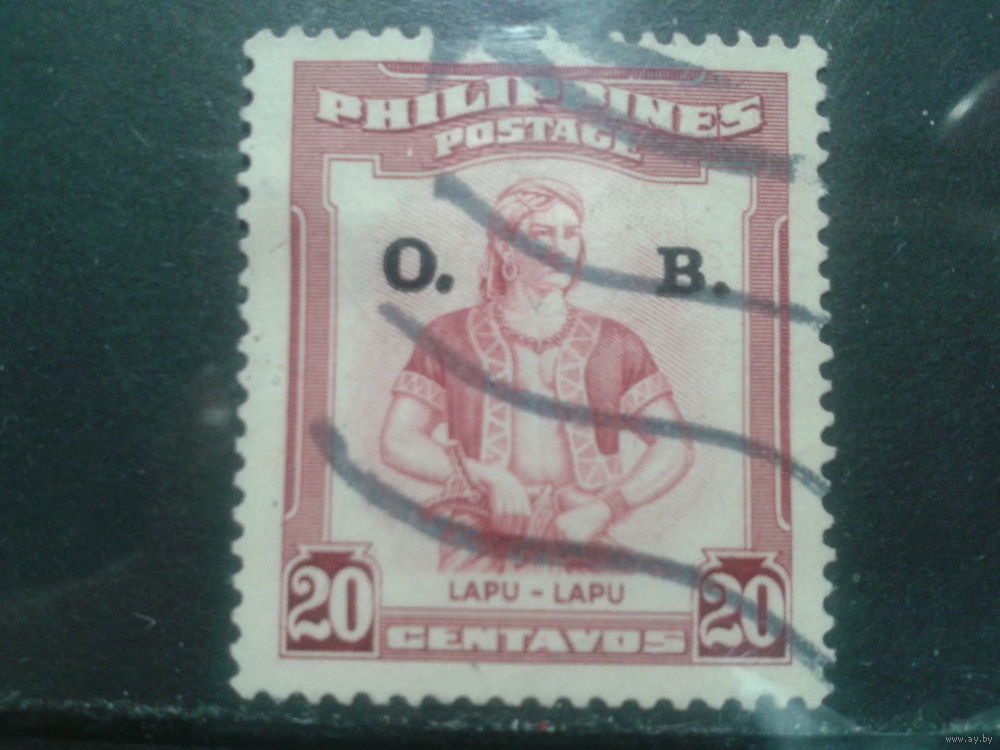 PHILIPPINES
POSTAGE
O. B.
LAPU - LAPU
20 CENTAVOS 20
www.ay.by